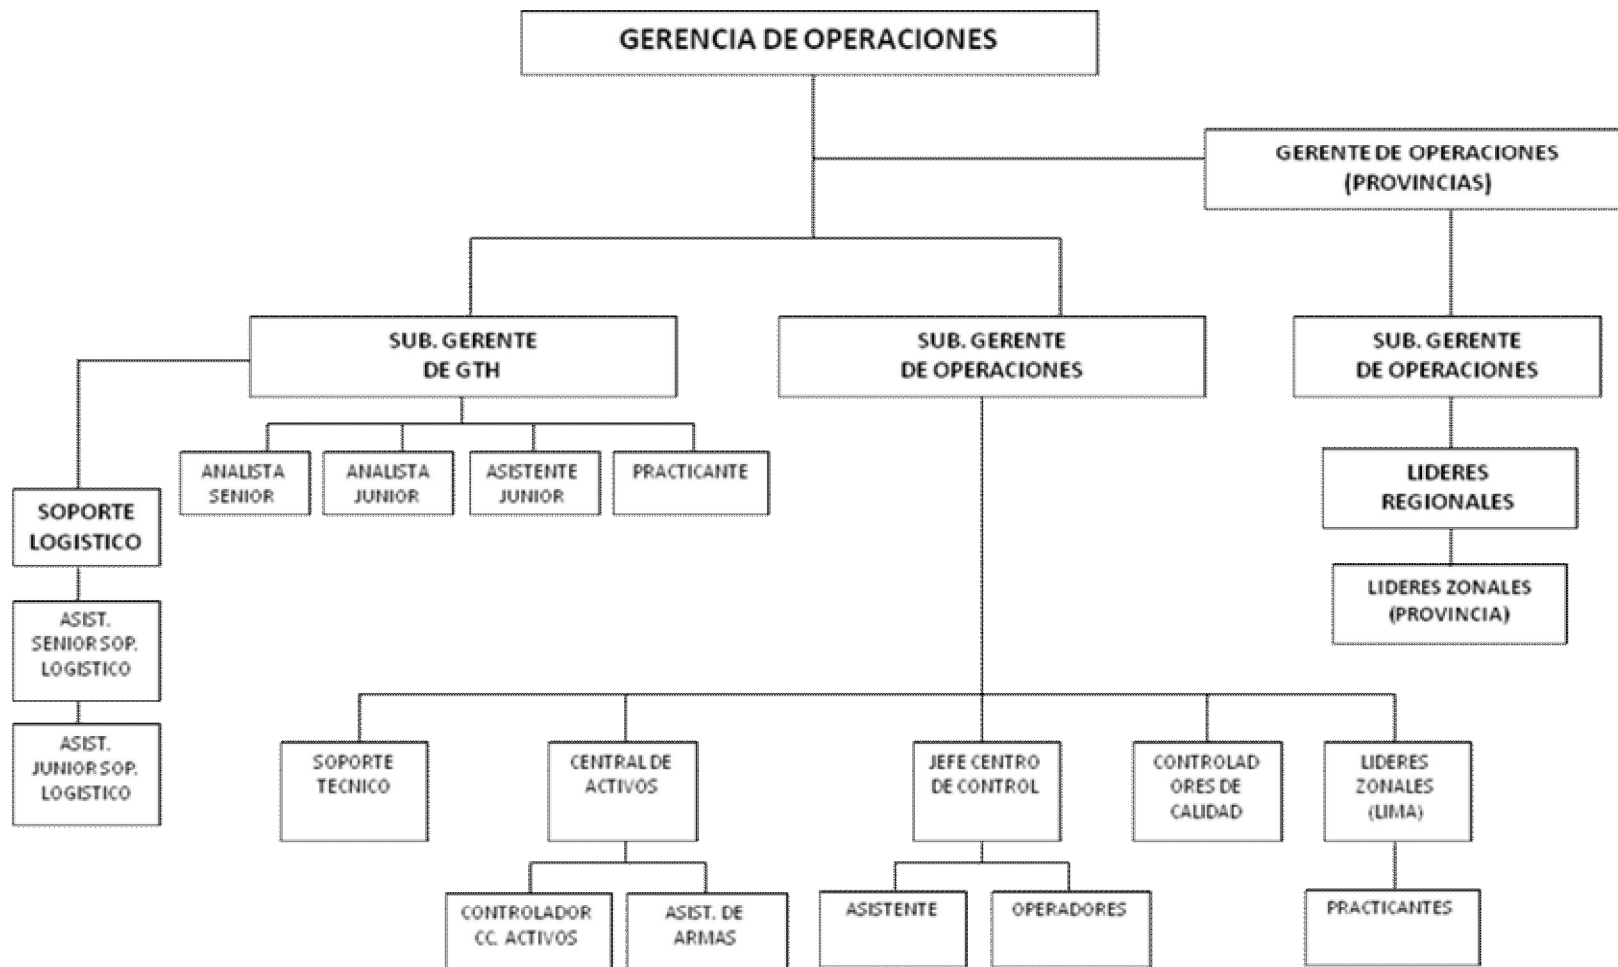 GERENCIA DE OPERACIONES
GERENTE DE OPERACIONES
(PROVINCIAS)
SUB. GERENTE
DE GTH
SUB. GERENTE
DE OPERACIONES
SUB. GERENTE
DE OPERACIONES
ANALISTA
SENIOR
ANALISTA
JUNIOR
ASISTENTE
JUNIOR
PRACTICANTE
LIDERES
REGIONALES
SOPORTE
LOGISTICO
LIDERES ZONALES
(PROVINCIA)
ASIST.
SENIOR SOP.
LOGISTICO
ASIST.
JUNIOR SOP.
LOGISTICO
SOPORTE
TECNICO
CENTRAL DE
ACTIVOS
JEFE CENTRO
DE CONTROL
CONTROLAD
ORES DE
CALIDAD
LIDERES
ZONALES
(LIMA)
CONTROLADOR
CC. ACTIVOS
ASIST. DE
ARMAS
ASISTENTE
OPERADORES
PRACTICANTES